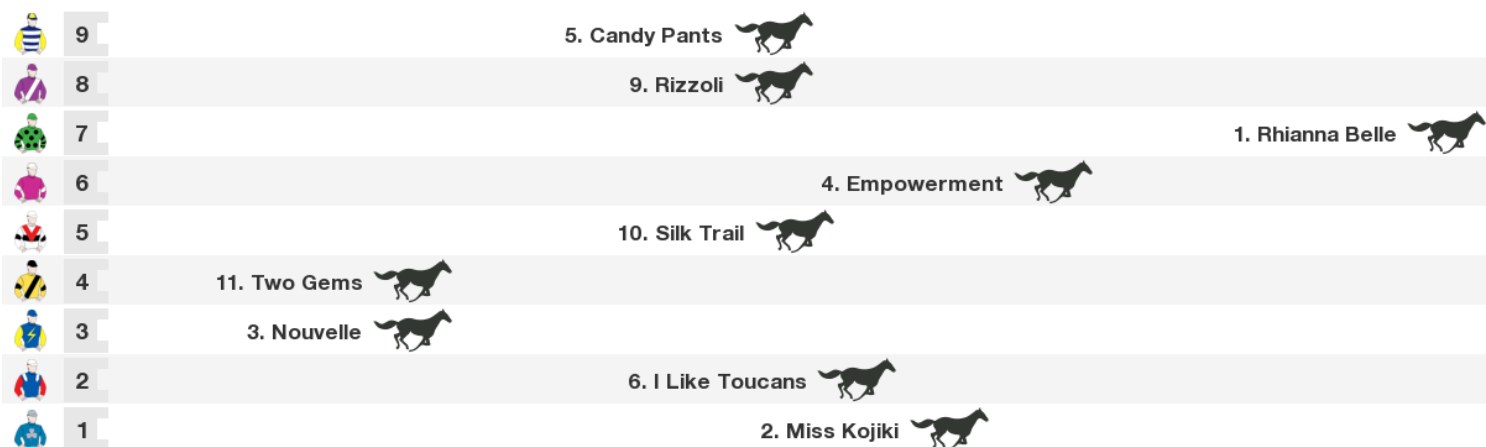 9 5. Candy Pants
8 9. Rizzoli
7 1. Rhianna Belle
6 4. Empowerment
5 10. Silk Trail
4 11. Two Gems
3 3. Nouvelle
2 6. I Like Toucans
1 2. Miss Kojiki